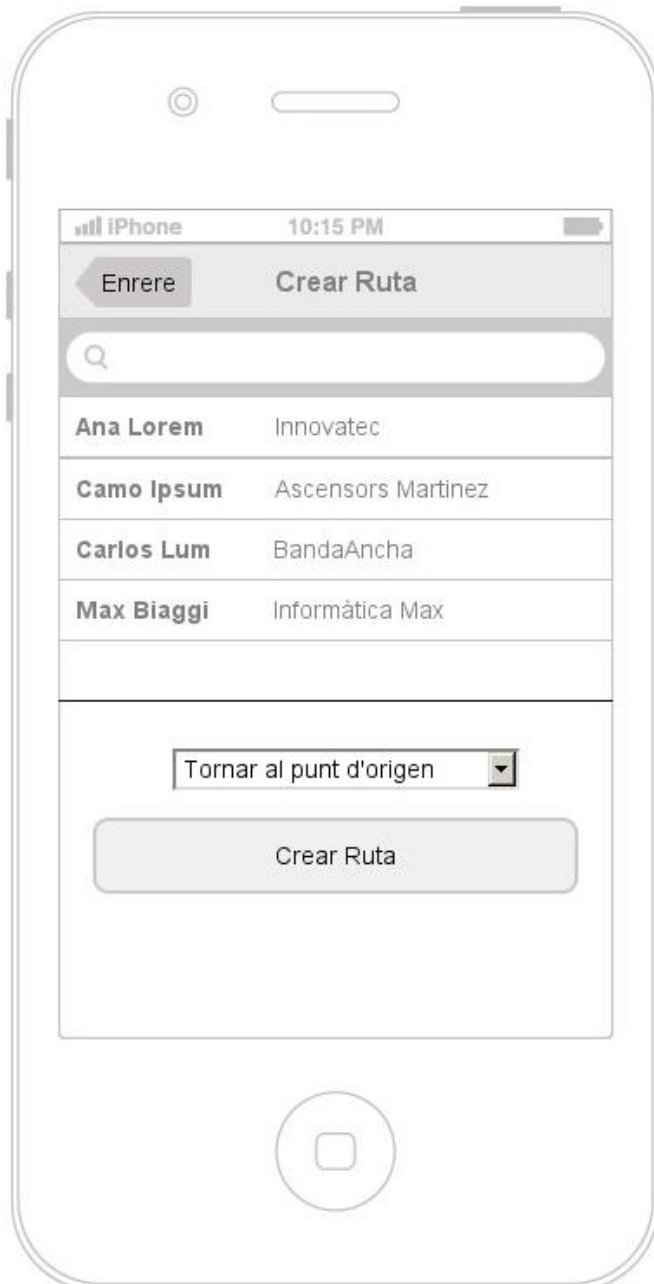 iPhone 10:15 PM
Enrere Crear Ruta
Ana Lorem Innovatec
Camo Ipsum Ascensors Martinez
Carlos Lum BandaAncha
Max Biaggi Informàtica Max
Tornar al punt d'origen
Crear Ruta